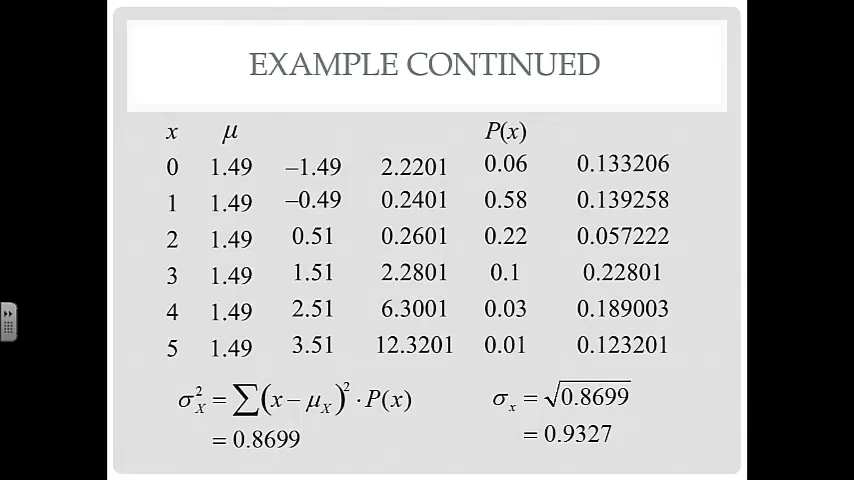 EXAMPLE CONTINUED
x μ P(x)
0 1.49 –1.49 2.2201 0.06 0.133206
1 1.49 –0.49 0.2401 0.58 0.139258
2 1.49 0.51 0.2601 0.22 0.057222
3 1.49 1.51 2.2801 0.1 0.22801
4 1.49 2.51 6.3001 0.03 0.189003
5 1.49 3.51 12.3201 0.01 0.123201
σ_X² = ∑(x − μ_X)² · P(x)
= 0.8699
σ_x = √0.8699
= 0.9327